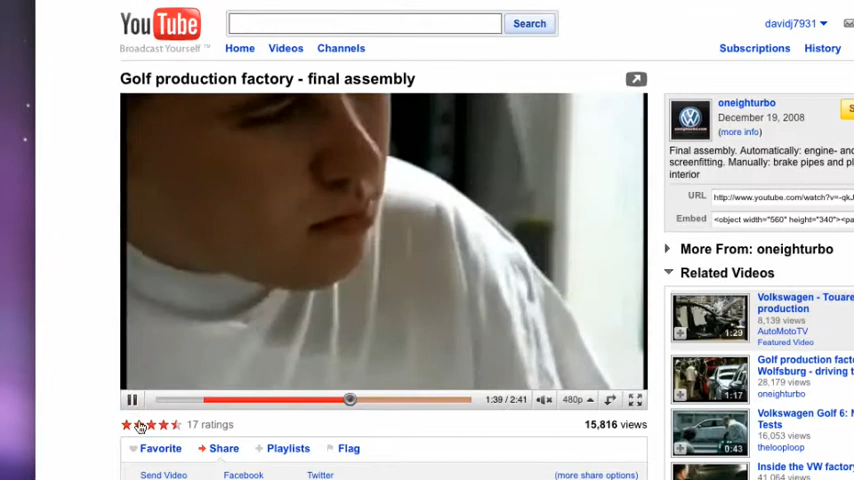 YouTube
Broadcast Yourself™
Search
davidj7931
Home Videos Channels
Subscriptions History
Golf production factory - final assembly
oneighturbo
December 19, 2008
(more info)
S
Final assembly. Automatically: engine- and
screenfitting. Manually: brake pipes and pl
interior
URL http://www.youtube.com/watch?v=-qkJ
Embed <object width="560" height="340"><pa
More From: oneighturbo
Related Videos
Volkswagen - Touare
production
8,139 views
AutoMotoTV
Featured Video
1:29
Golf production facto
Wolfsburg - driving t
28,179 views
oneighturbo
1:17
Volkswagen Golf 6: M
Tests
16,053 views
thelooploop
0:43
Inside the VW factory
41,064 views
1:39 / 2:41 480p
17 ratings 15,816 views
Favorite Share Playlists Flag
Send Video Facebook Twitter (more share options)